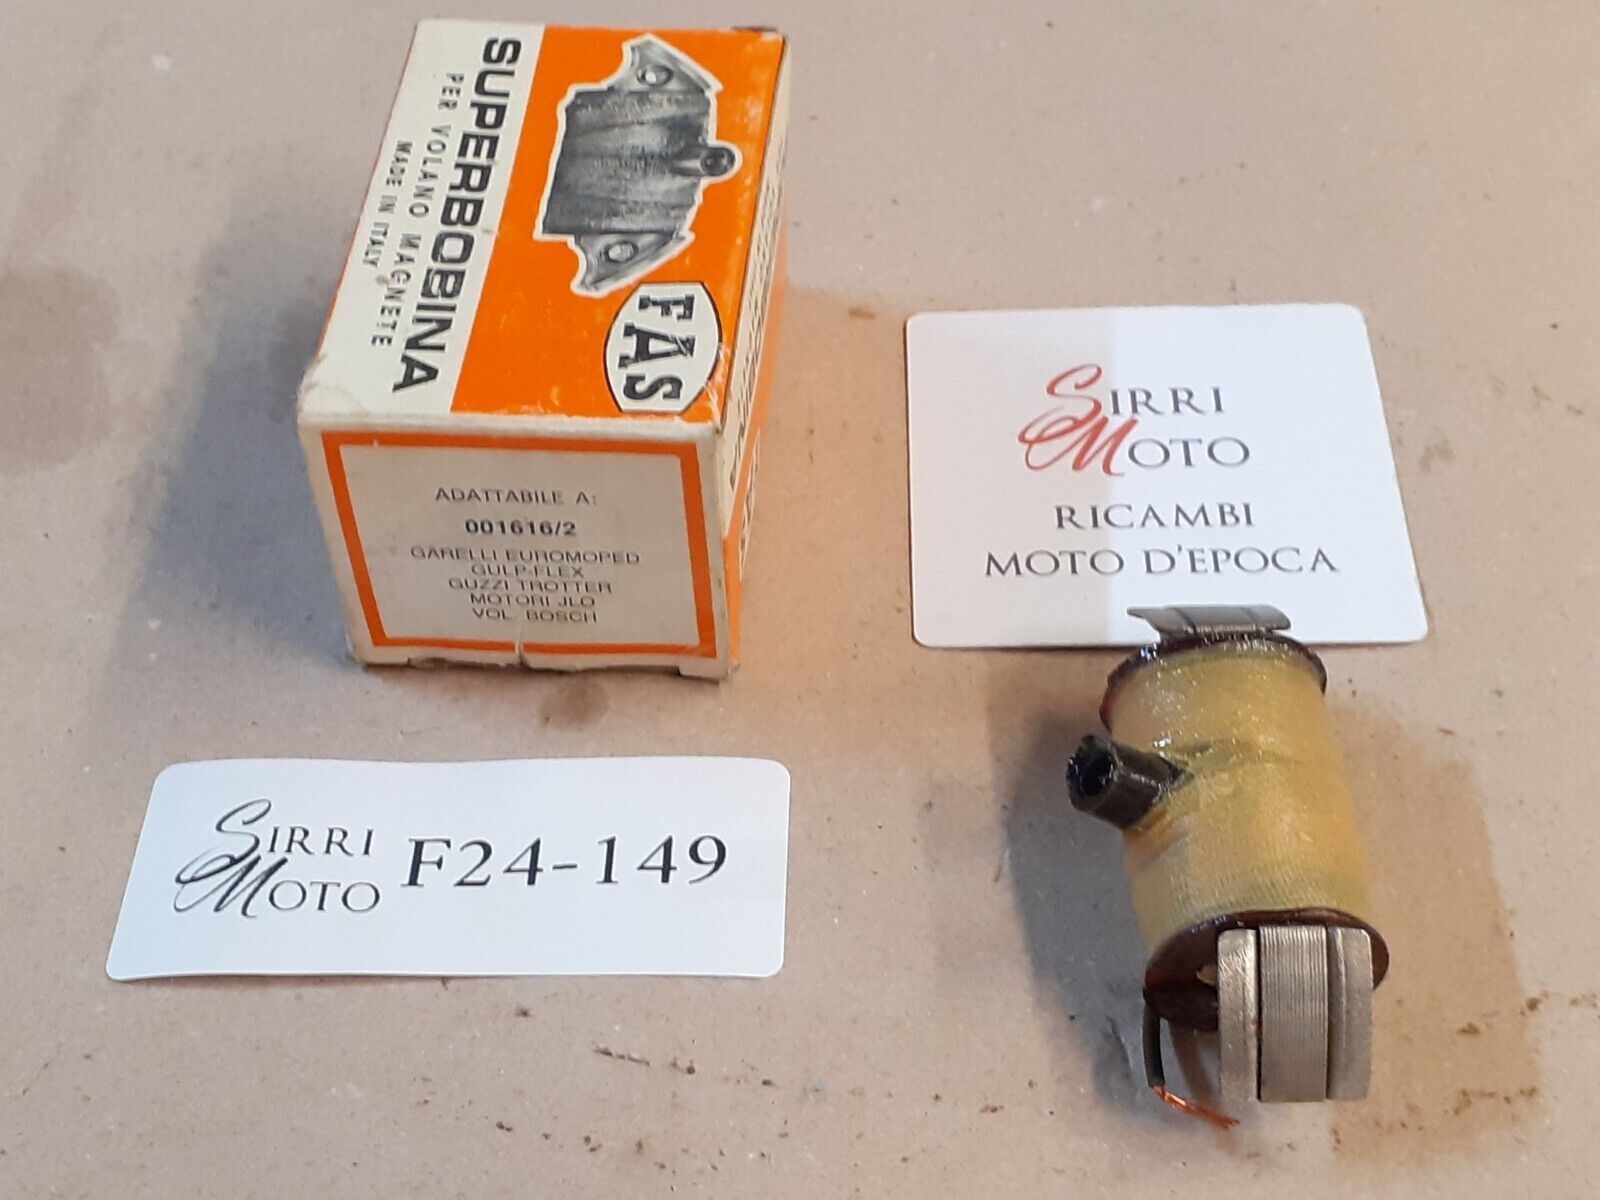 SUPERBOBINA
PER VOLANO MAGNETE
MADE IN ITALY
FAS
ADATTABILE A:
001616/2
GARELLI EUROMOPED
GULP-FLEX
GUZZI TROTTER
MOTORI JLO
VOL. BOSCH
SIRRI
MOTO
RICAMBI
MOTO D'EPOCA
SIRRI
MOTO
F24-149